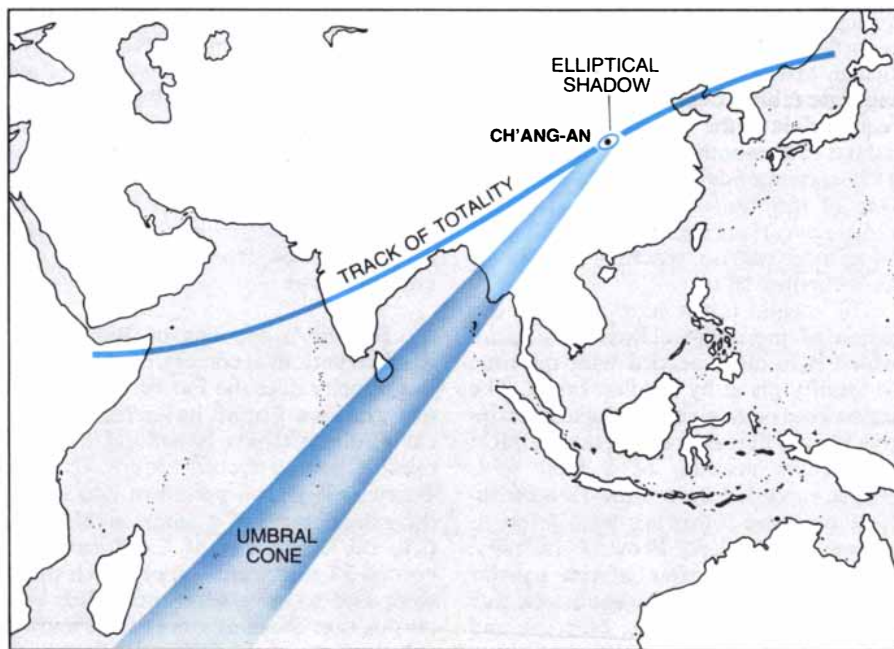 ELLIPTICAL
SHADOW
CH'ANG-AN
TRACK OF TOTALITY
UMBRAL
CONE